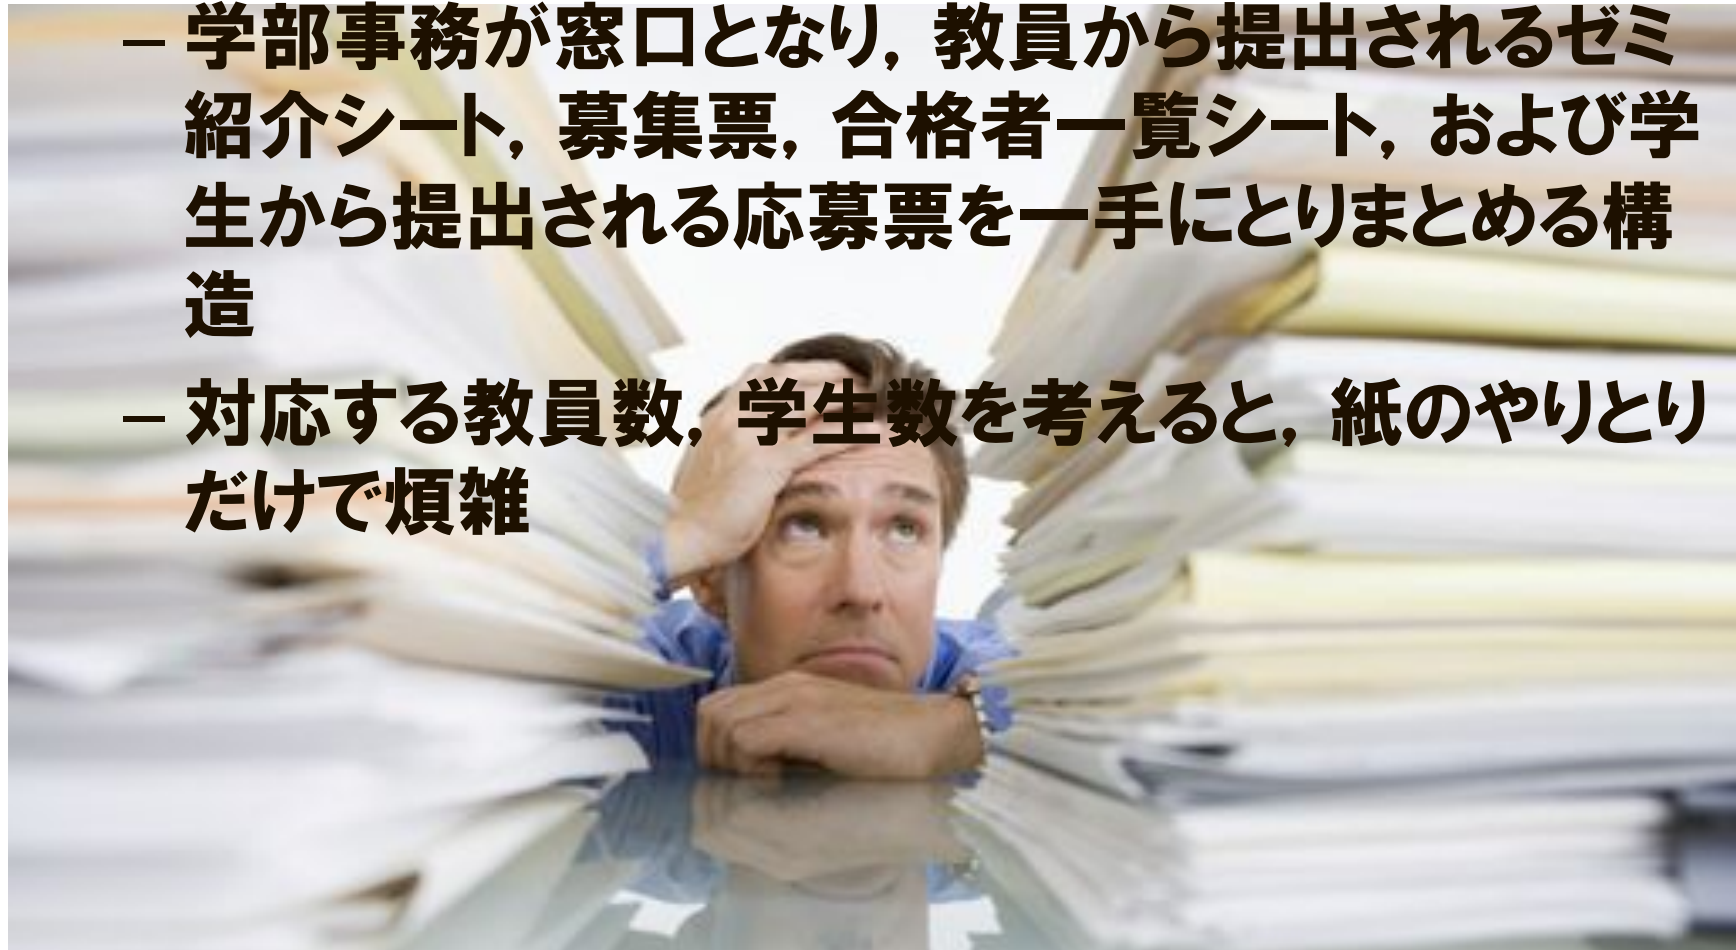 – 学部事務が窓口となり, 教員から提出されるゼミ
紹介シート, 募集票, 合格者一覧シート, および学
生から提出される応募票を一手にとりまとめる構
造
– 対応する教員数, 学生数を考えると, 紙のやりとり
だけで煩雑